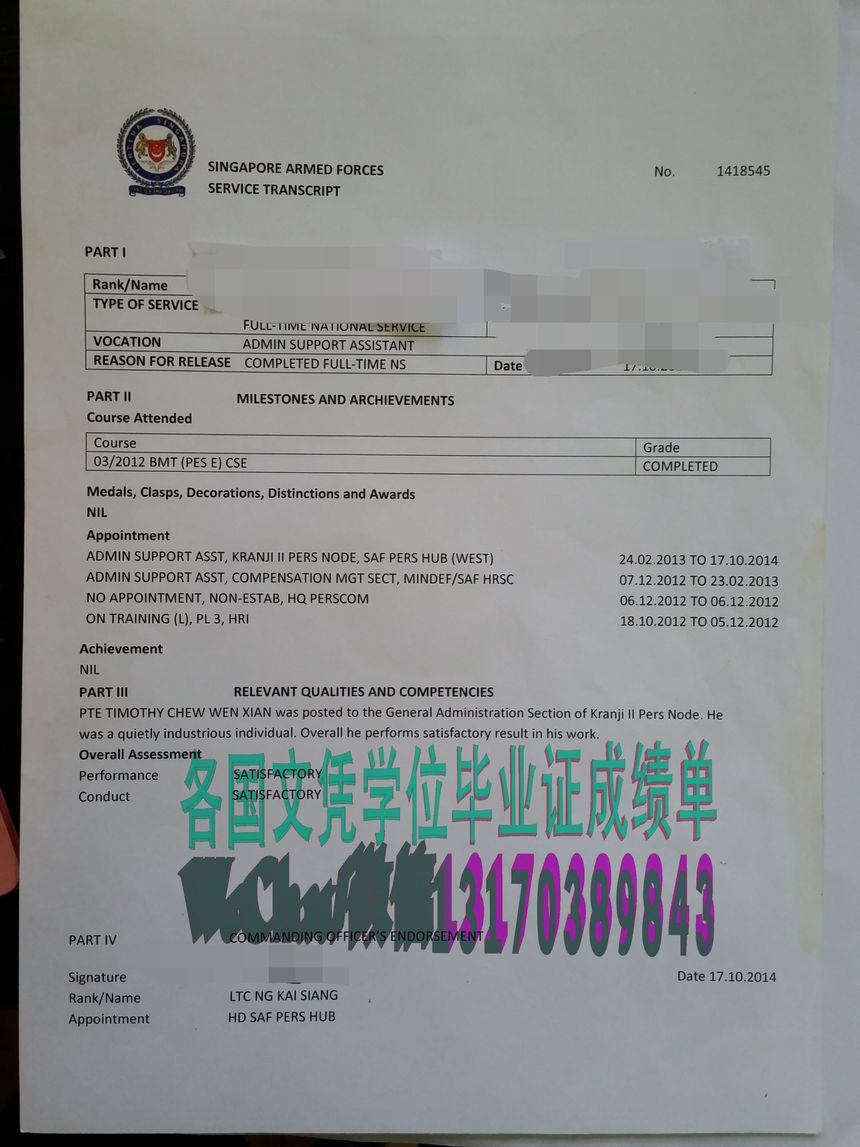 SINGAPORE ARMED FORCES
SERVICE TRANSCRIPT
No. 1418545
PART I
Rank/Name
TYPE OF SERVICE
FULL-TIME NATIONAL SERVICE
VOCATION ADMIN SUPPORT ASSISTANT
REASON FOR RELEASE COMPLETED FULL-TIME NS Date
PART II MILESTONES AND ARCHIEVEMENTS
Course Attended
Course Grade
03/2012 BMT (PES E) CSE COMPLETED
Medals, Clasps, Decorations, Distinctions and Awards
NIL
Appointment
ADMIN SUPPORT ASST, KRANJI II PERS NODE, SAF PERS HUB (WEST) 24.02.2013 TO 17.10.2014
ADMIN SUPPORT ASST, COMPENSATION MGT SECT, MINDEF/SAF HRSC 07.12.2012 TO 23.02.2013
NO APPOINTMENT, NON-ESTAB, HQ PERSCOM 06.12.2012 TO 06.12.2012
ON TRAINING (L), PL 3, HRI 18.10.2012 TO 05.12.2012
Achievement
NIL
PART III RELEVANT QUALITIES AND COMPETENCIES
PTE TIMOTHY CHEW WEN XIAN was posted to the General Administration Section of Kranji II Pers Node. He
was a quietly industrious individual. Overall he performs satisfactory result in his work.
Overall Assessment
Performance SATISFACTORY
Conduct SATISFACTORY
各国文凭学位毕业证成绩单
WeChat微信13170389843
PART IV COMMANDING OFFICER'S ENDORSEMENT
Signature Date 17.10.2014
Rank/Name LTC NG KAI SIANG
Appointment HD SAF PERS HUB